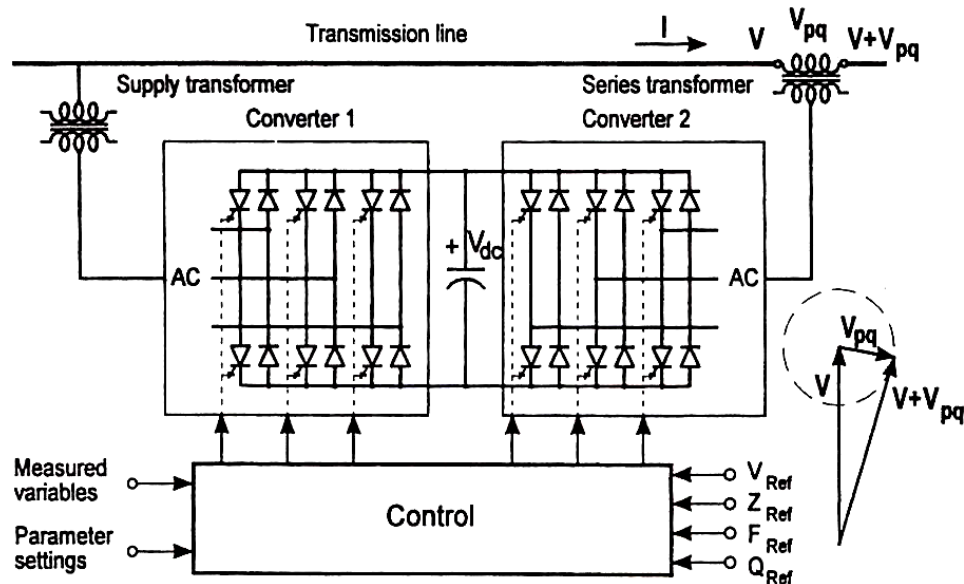 Transmission line
I
V
Vpq
V+Vpq
Supply transformer
Series transformer
Converter 1
Converter 2
AC
+ Vdc
AC
Vpq
V
V+Vpq
Measured
variables
Parameter
settings
Control
VRef
ZRef
FRef
QRef